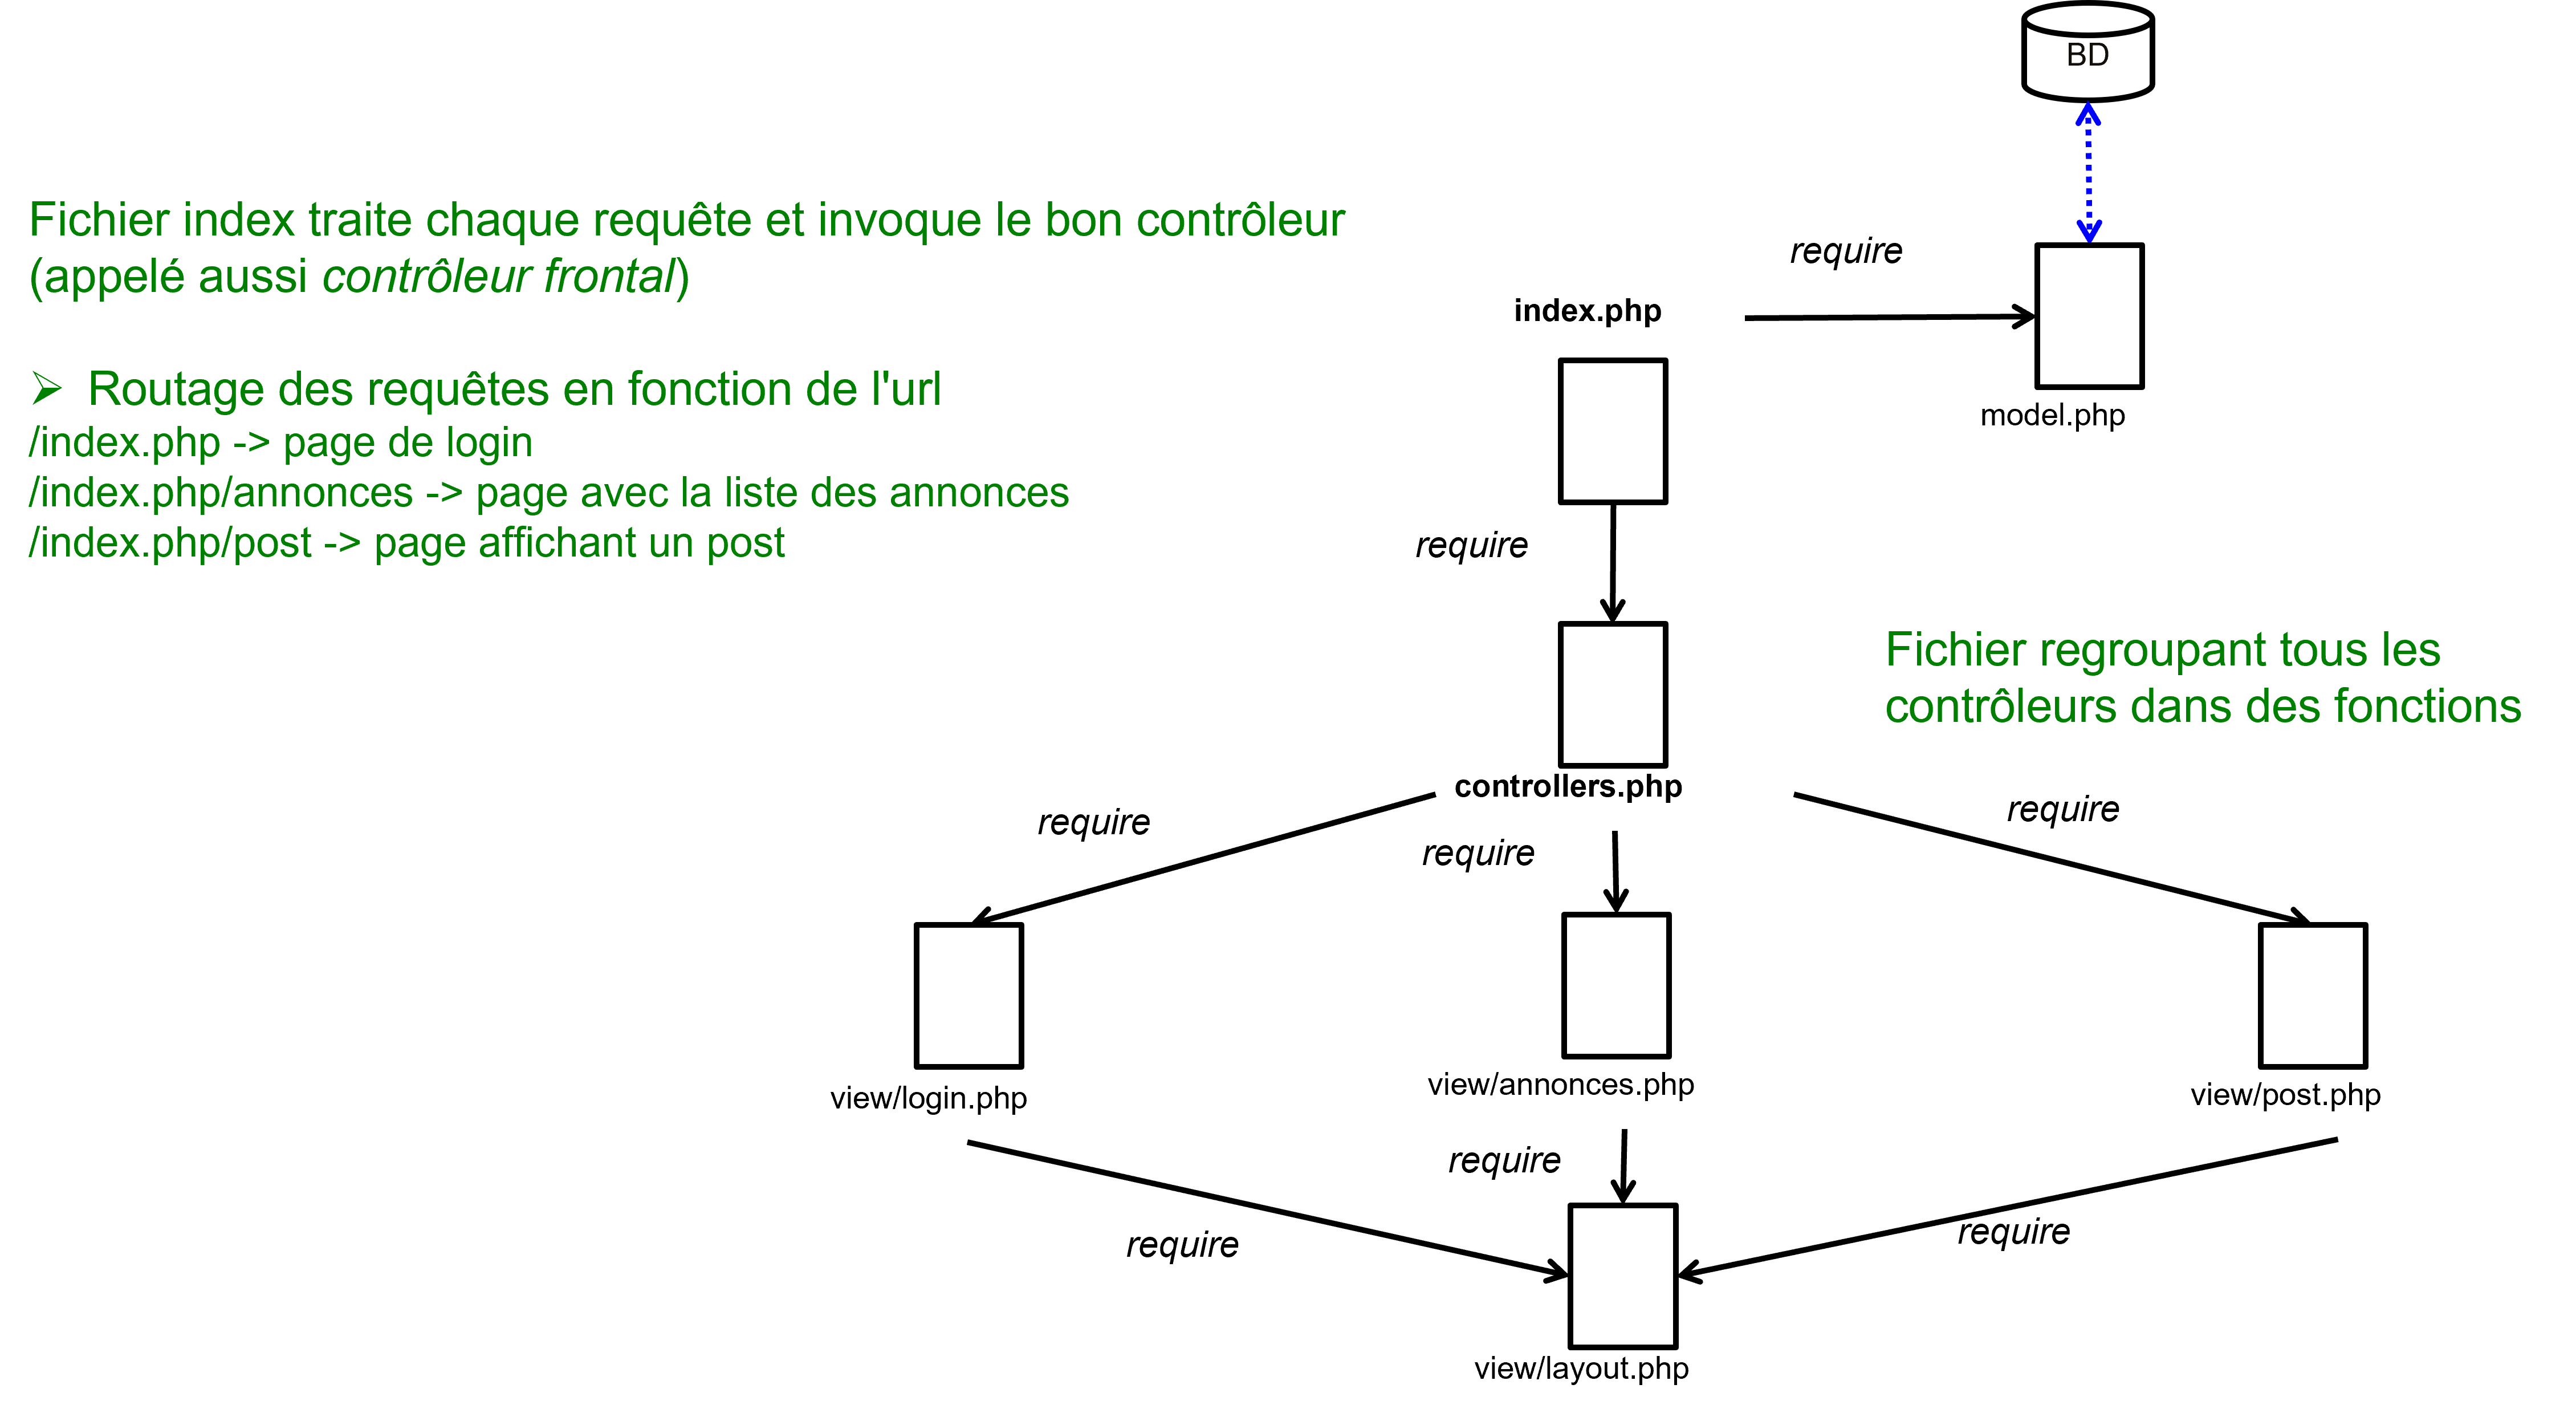 BD
Fichier index traite chaque requête et invoque le bon contrôleur
(appelé aussi contrôleur frontal)
require
index.php
Routage des requêtes en fonction de l'url
model.php
/index.php -> page de login
/index.php/annonces -> page avec la liste des annonces
/index.php/post -> page affichant un post
require
Fichier regroupant tous les
contrôleurs dans des fonctions
controllers.php
require
require
require
view/login.php
view/annonces.php
view/post.php
require
require
require
view/layout.php